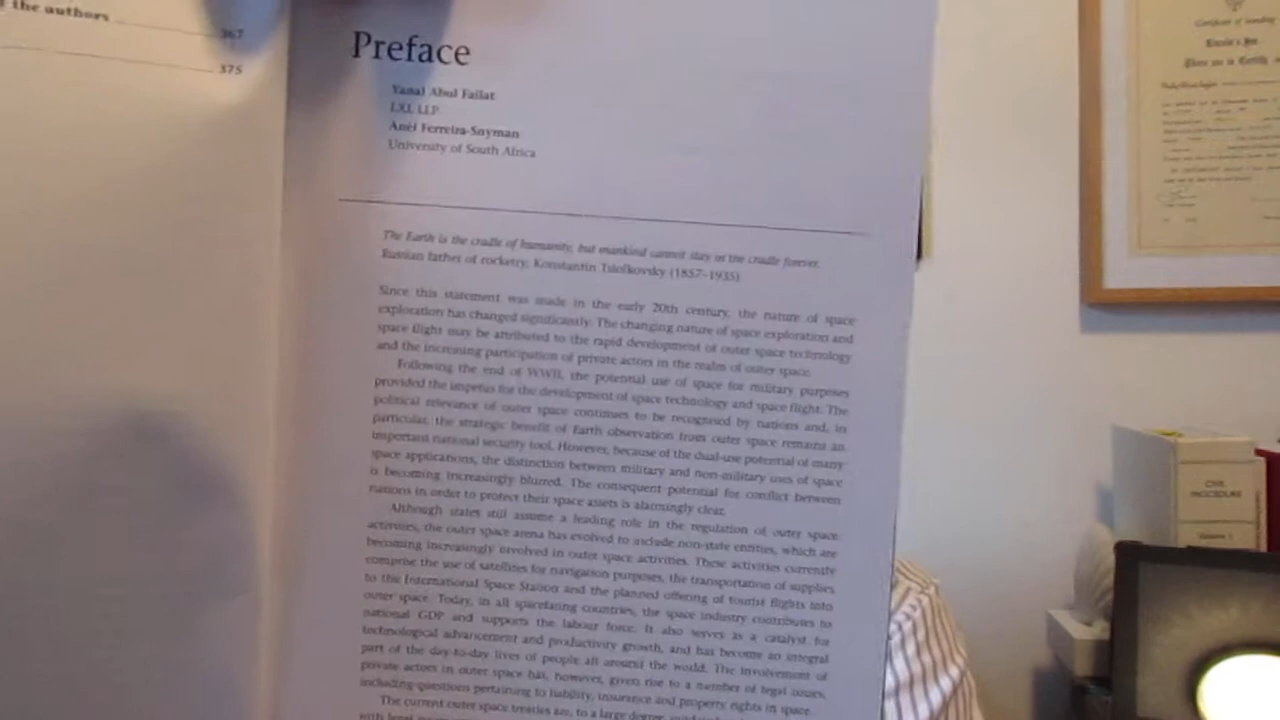 the authors
367
375
Preface
Yanal Abul Failat
LXL LLP
Anél Ferreira-Snyman
University of South Africa
The Earth is the cradle of humanity, but mankind cannot stay in the cradle forever.
Russian father of rocketry, Konstantin Tsiolkovsky (1857–1935)
Since this statement was made in the early 20th century, the nature of space
exploration has changed significantly. The changing nature of space exploration and
space flight may be attributed to the rapid development of outer space technology
and the increasing participation of private actors in the realm of outer space.
Following the end of WWII, the potential use of space for military purposes
provided the impetus for the development of space technology and space flight. The
political relevance of outer space continues to be recognised by nations and, in
particular, the strategic benefit of Earth observation from outer space remains an
important national security tool. However, because of the dual-use potential of many
space applications, the distinction between military and non-military uses of space
is becoming increasingly blurred. The consequent potential for conflict between
nations in order to protect their space assets is alarmingly clear.
Although states still assume a leading role in the regulation of outer space
activities, the outer space arena has evolved to include non-state entities, which are
becoming increasingly involved in outer space activities. These activities currently
comprise the use of satellites for navigation purposes, the transportation of supplies
to the International Space Station and the planned offering of tourist flights into
outer space. Today, in all spacefaring countries, the space industry contributes to
national GDP and supports the labour force. It also serves as a catalyst for
technological advancement and productivity growth, and has become an integral
part of the day-to-day lives of people all around the world. The involvement of
private actors in outer space has, however, given rise to a number of legal issues,
including questions pertaining to liability, insurance and property rights in space.
The current outer space treaties are, to a large degree,
with legal
Certificate of
Lincoln's Inn
CIVIL
PROCEDURE